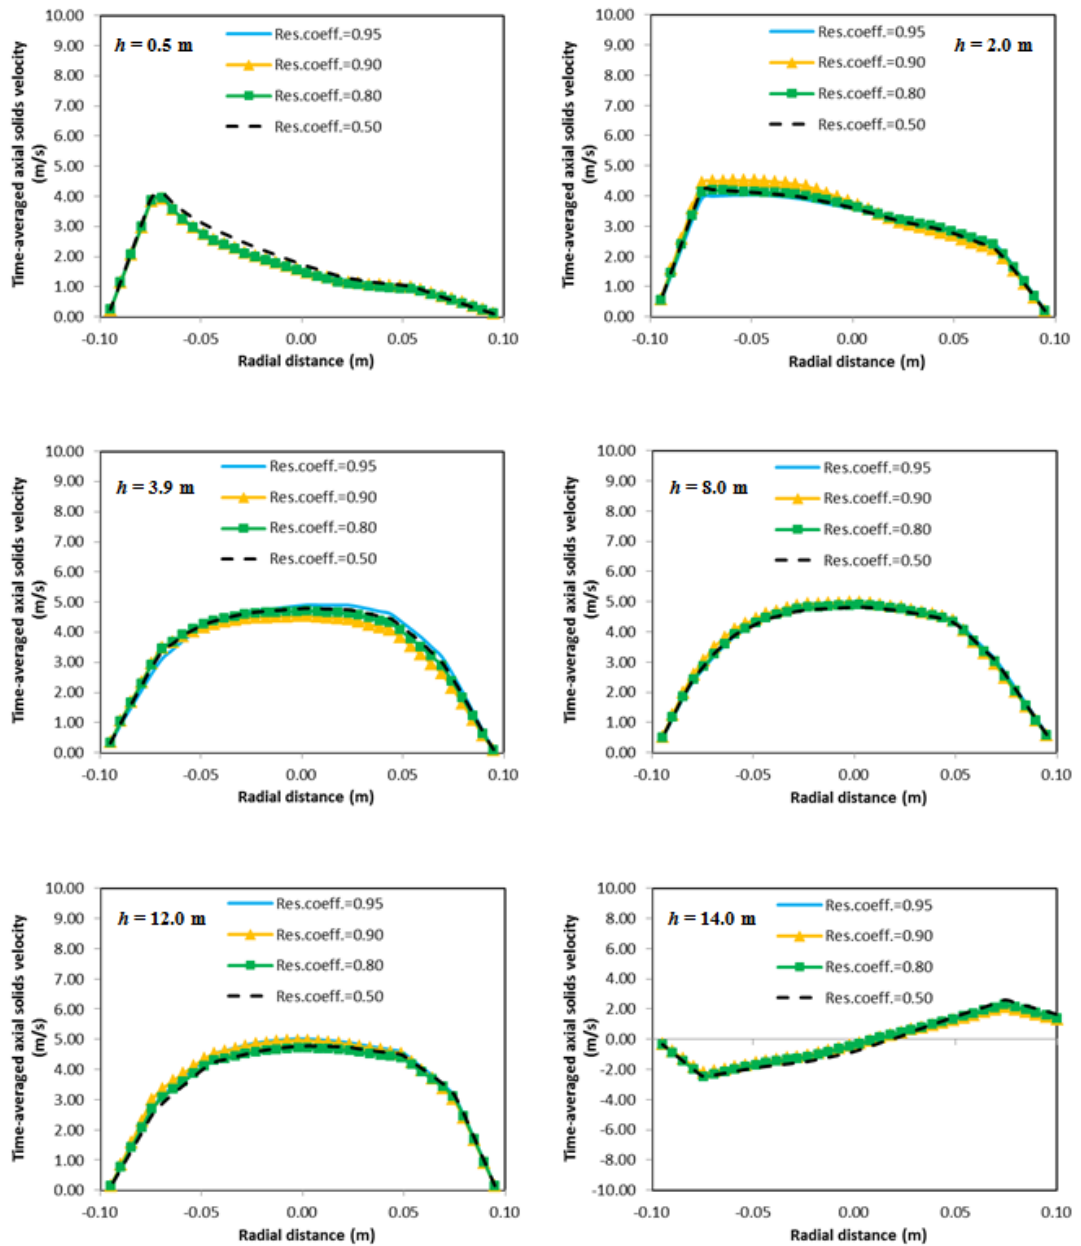 Time-averaged axial solids velocity
(m/s)
10.00
9.00
8.00
7.00
6.00
5.00
4.00
3.00
2.00
1.00
0.00
h = 0.5 m
Res.coeff.=0.95
Res.coeff.=0.90
Res.coeff.=0.80
Res.coeff.=0.50
-0.10
-0.05
0.00
0.05
0.10
Radial distance (m)
Time-averaged axial solids velocity
(m/s)
10.00
9.00
8.00
7.00
6.00
5.00
4.00
3.00
2.00
1.00
0.00
Res.coeff.=0.95
Res.coeff.=0.90
Res.coeff.=0.80
Res.coeff.=0.50
h = 2.0 m
-0.10
-0.05
0.00
0.05
0.10
Radial distance (m)
Time-averaged axial solids velocity
(m/s)
10.00
9.00
8.00
7.00
6.00
5.00
4.00
3.00
2.00
1.00
0.00
h = 3.9 m
Res.coeff.=0.95
Res.coeff.=0.90
Res.coeff.=0.80
Res.coeff.=0.50
-0.10
-0.05
0.00
0.05
0.10
Radial distance (m)
Time-averaged axial solids velocity
(m/s)
10.00
9.00
8.00
7.00
6.00
5.00
4.00
3.00
2.00
1.00
0.00
h = 8.0 m
Res.coeff.=0.95
Res.coeff.=0.90
Res.coeff.=0.80
Res.coeff.=0.50
-0.10
-0.05
0.00
0.05
0.10
Radial distance (m)
Time-averaged axial solids velocity
(m/s)
10.00
9.00
8.00
7.00
6.00
5.00
4.00
3.00
2.00
1.00
0.00
h = 12.0 m
Res.coeff.=0.95
Res.coeff.=0.90
Res.coeff.=0.80
Res.coeff.=0.50
-0.10
-0.05
0.00
0.05
0.10
Radial distance (m)
Time-averaged axial solids velocity
(m/s)
10.00
8.00
6.00
4.00
2.00
0.00
-2.00
-4.00
-6.00
-8.00
-10.00
h = 14.0 m
Res.coeff.=0.95
Res.coeff.=0.90
Res.coeff.=0.80
Res.coeff.=0.50
-0.10
-0.05
0.00
0.05
0.10
Radial distance (m)